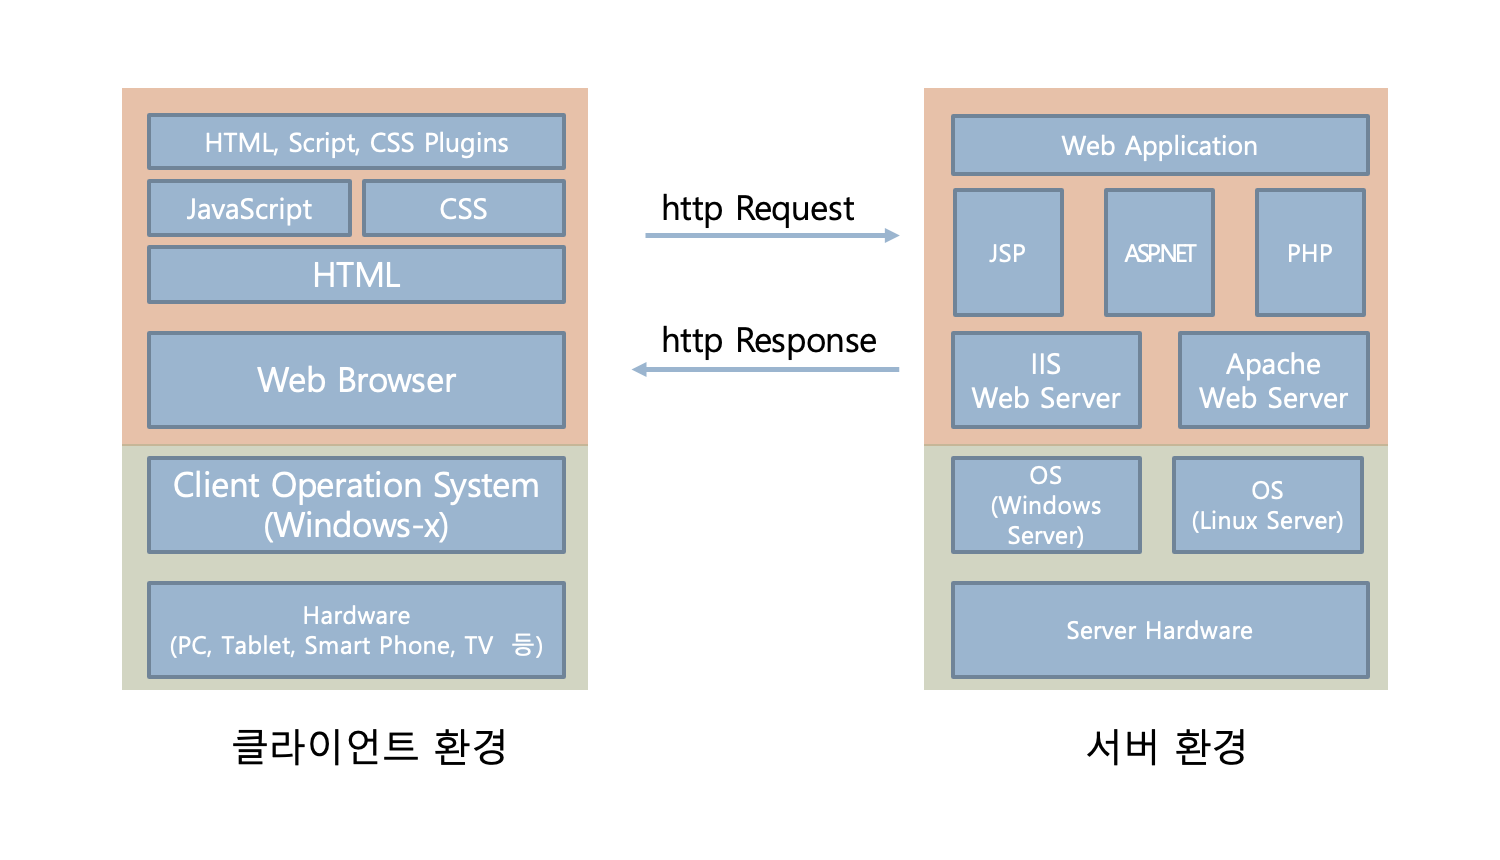 HTML, Script, CSS Plugins
JavaScript
CSS
HTML
Web Browser
Client Operation System
(Windows-x)
Hardware
(PC, Tablet, Smart Phone, TV 등)
클라이언트 환경
http Request
http Response
Web Application
JSP
ASP.NET
PHP
IIS
Web Server
Apache
Web Server
OS
(Windows
Server)
OS
(Linux Server)
Server Hardware
서버 환경